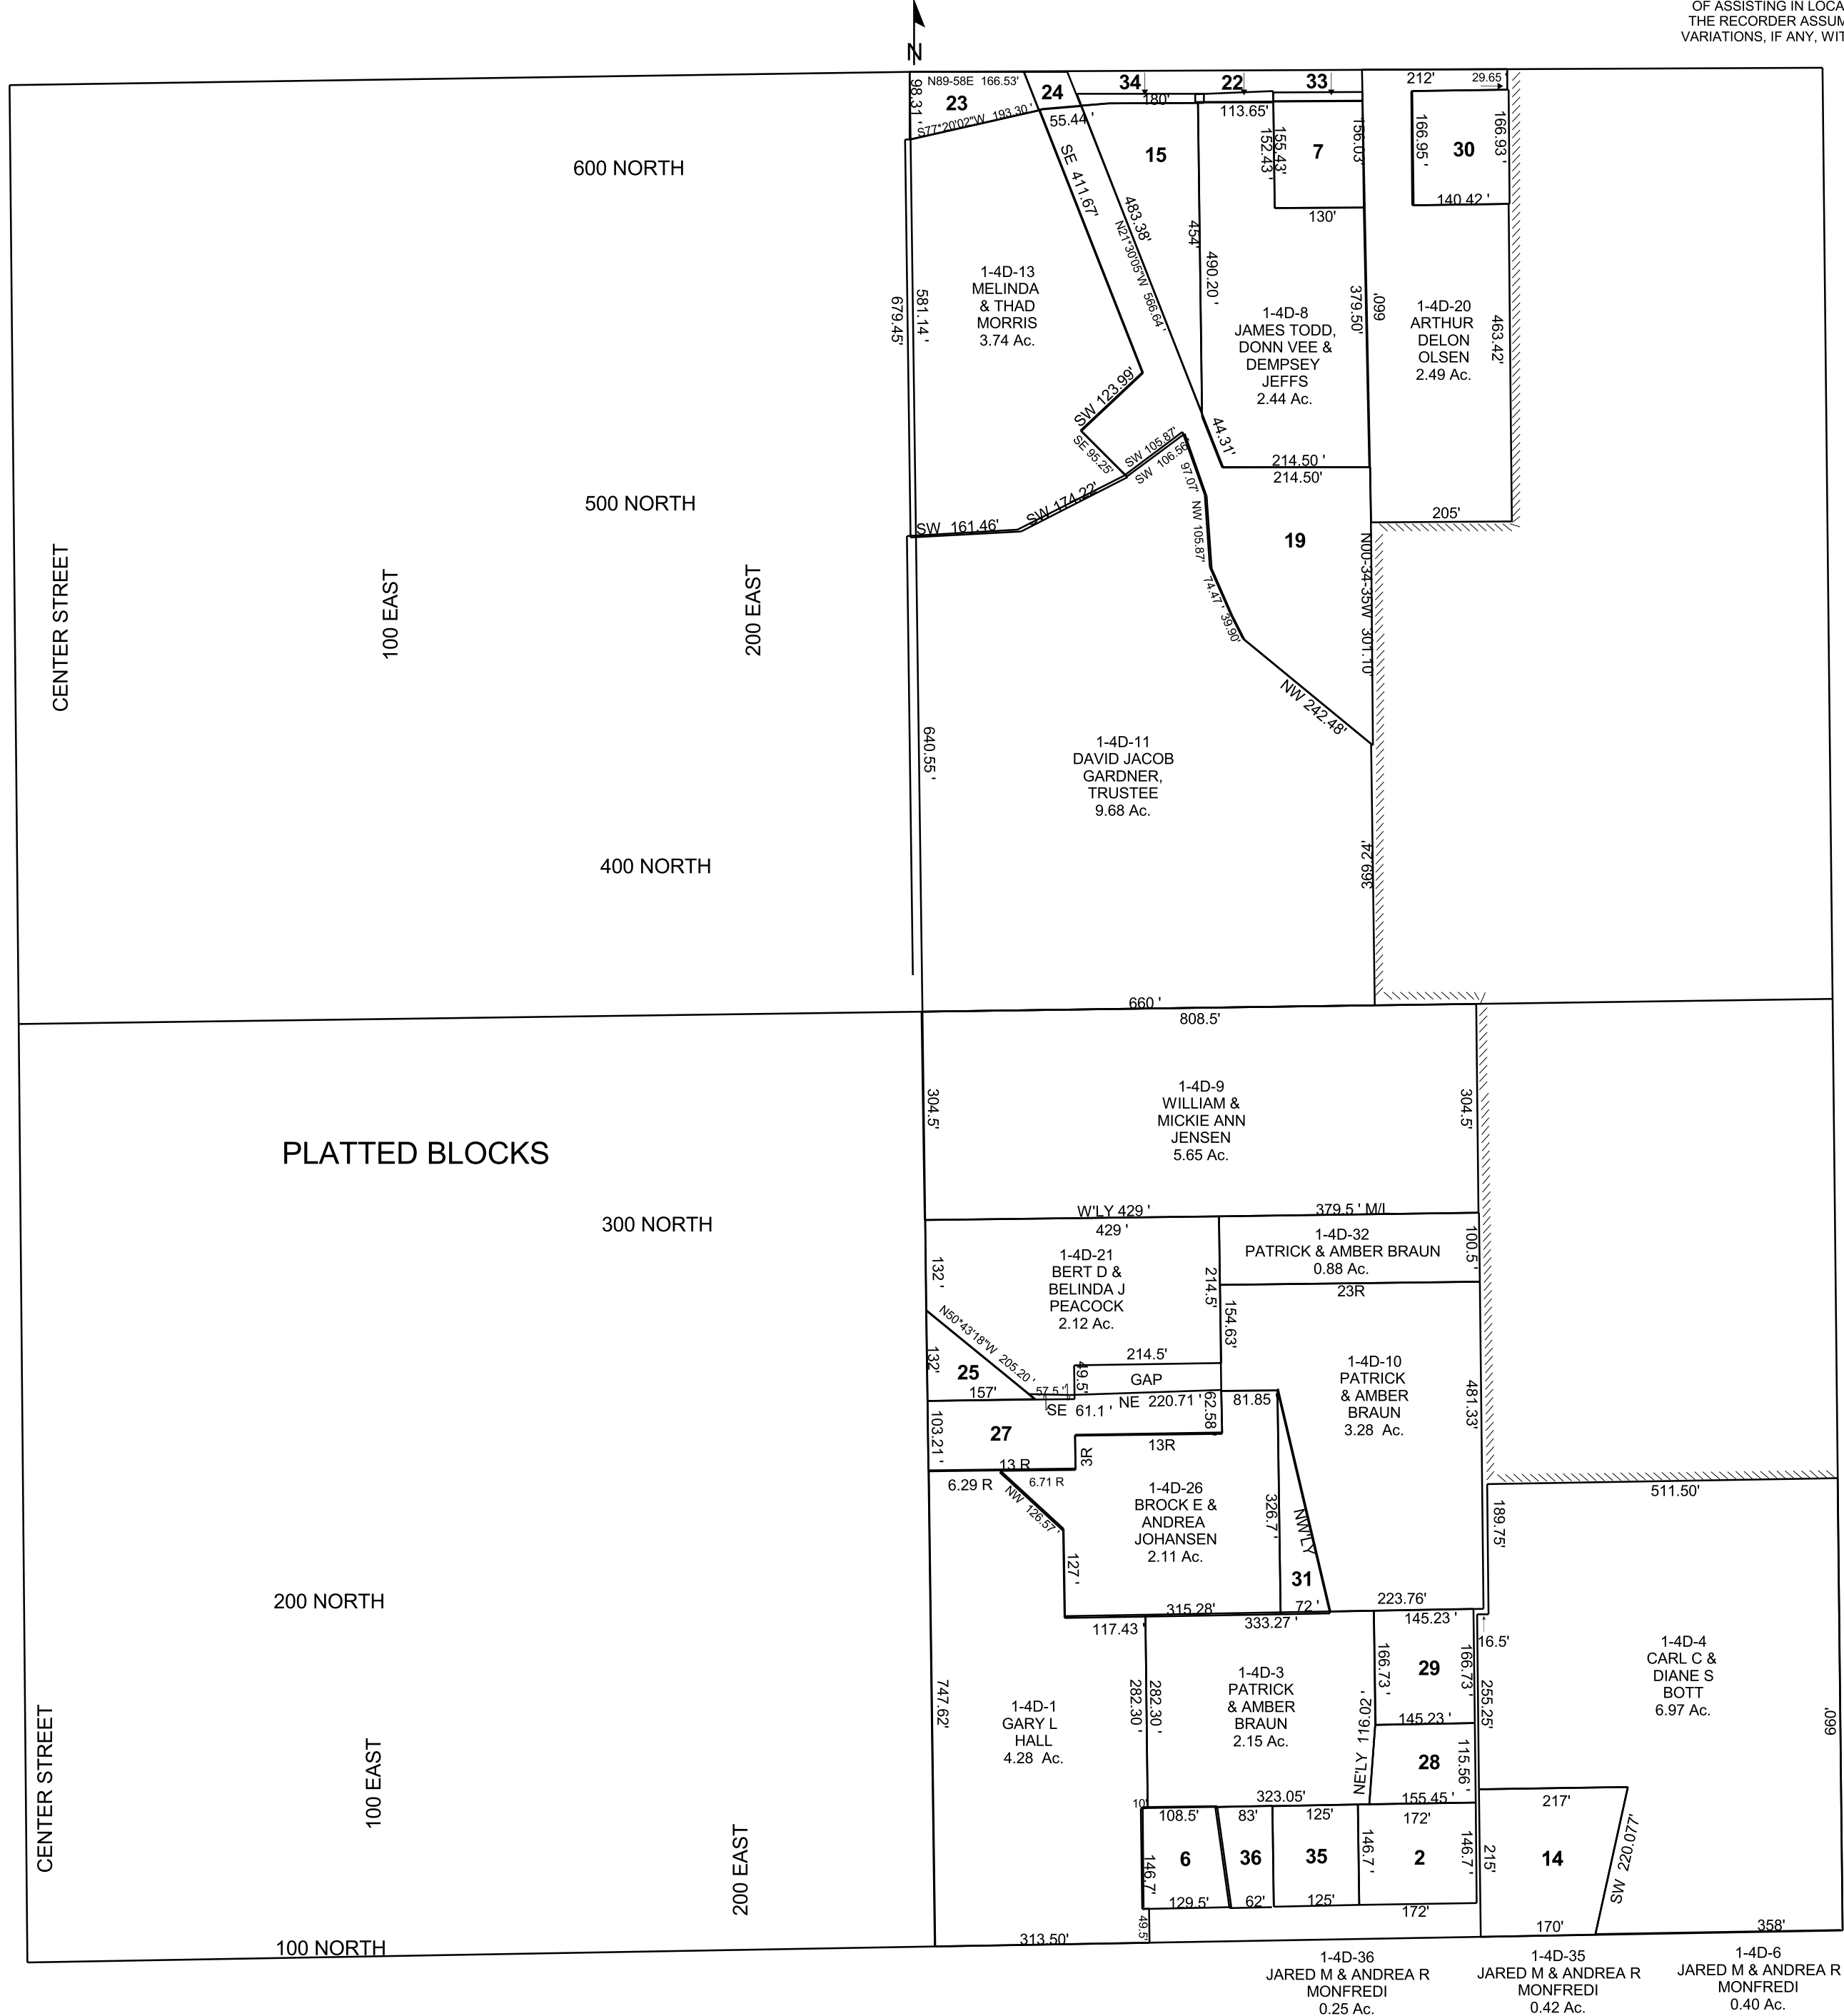 OF ASSISTING IN LOCA
THE RECORDER ASSUM
VARIATIONS, IF ANY, WIT
N
N89-58E 166.53'
98.31 '
23
S77*20'02"W 193.30 '
24
55.44 '
34
180'
22
113.65'
33
212'
29.65 '
600 NORTH
SE 411.67'
15
152.43 '
155.43'
7
156.03'
130'
166.95 '
30
166.93 '
140.42 '
483.38'
N21*30'05"W 566.64 '
454'
490.20 '
679.45'
581.14 '
1-4D-13
MELINDA
& THAD
MORRIS
3.74 Ac.
1-4D-8
JAMES TODD,
DONN VEE &
DEMPSEY
JEFFS
2.44 Ac.
379.50'
660'
1-4D-20
ARTHUR
DELON
OLSEN
2.49 Ac.
463.42'
SW 123.99'
SE 95.25'
SW 105.87'
SW 106.56'
44.31'
214.50 '
214.50'
97.07'
500 NORTH
SW 161.46'
SW 174.22'
NW 105.87'
74.47 '
39.90'
19
205'
N00-34-35W 301.10'
NW 242.48'
CENTER STREET
100 EAST
200 EAST
640.55 '
1-4D-11
DAVID JACOB
GARDNER,
TRUSTEE
9.68 Ac.
369.24'
400 NORTH
660 '
808.5'
304.5'
1-4D-9
WILLIAM &
MICKIE ANN
JENSEN
5.65 Ac.
304.5'
PLATTED BLOCKS
300 NORTH
W'LY 429 '
429 '
379.5 ' M/L
132 '
1-4D-21
BERT D &
BELINDA J
PEACOCK
2.12 Ac.
214.5'
1-4D-32
PATRICK & AMBER BRAUN
0.88 Ac.
100.5 '
23R
154.63'
N50*43'18"W 205.20 '
132'
25
157'
57.5 '
49.5'
214.5'
GAP
NE 220.71 '
SE 61.1 '
62.58 '
81.85
1-4D-10
PATRICK
& AMBER
BRAUN
3.28 Ac.
481.33'
103.21 '
27
13R
3R
13 R
6.29 R
6.71 R
NW 126.57 '
1-4D-26
BROCK E &
ANDREA
JOHANSEN
2.11 Ac.
127 '
326.7 '
NW'LY
31
72 '
315.28'
511.50'
189.75'
200 NORTH
117.43 '
333.27 '
223.76'
145.23 '
16.5'
747.62'
1-4D-1
GARY L
HALL
4.28 Ac.
282.30 '
282.30 '
1-4D-3
PATRICK
& AMBER
BRAUN
2.15 Ac.
166.73 '
29
166.73 '
145.23 '
255.25'
1-4D-4
CARL C &
DIANE S
BOTT
6.97 Ac.
660'
NE'LY 116.02'
28
115.56 '
CENTER STREET
100 EAST
200 EAST
10'
108.5'
83'
323.05'
125'
155.45 '
172'
217'
146.7'
6
36
35
146.7 '
2
146.7 '
215'
14
SW 220.077'
129.5'
62'
125'
172'
49.5'
170'
358'
100 NORTH
313.50'
1-4D-36
JARED M & ANDREA R
MONFREDI
0.25 Ac.
1-4D-35
JARED M & ANDREA R
MONFREDI
0.42 Ac.
1-4D-6
JARED M & ANDREA R
MONFREDI
0.40 Ac.